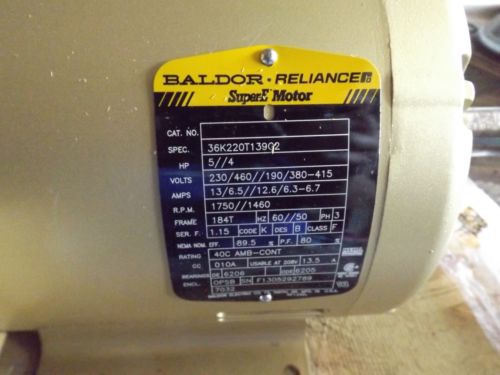 BALDOR · RELIANCE
Super-E Motor
CAT. NO.
SPEC. 36K220T139G2
HP 5//4
VOLTS 230/460//190/380-415
AMPS 13/6.5//12.6/6.3-6.7
R.P.M. 1750//1460
FRAME 184T HZ 60//50 PH 3
SER. F. 1.15 CODE K DES B CLASS F
NEMA NOM. EFF. 89.5 % P.F. 80 %
RATING 40C AMB-CONT
CC 010A USABLE AT 208V 13.5 A
BEARINGS DE 6206 ODE 6205
ENCL. OPSB SN F1305292789
7032